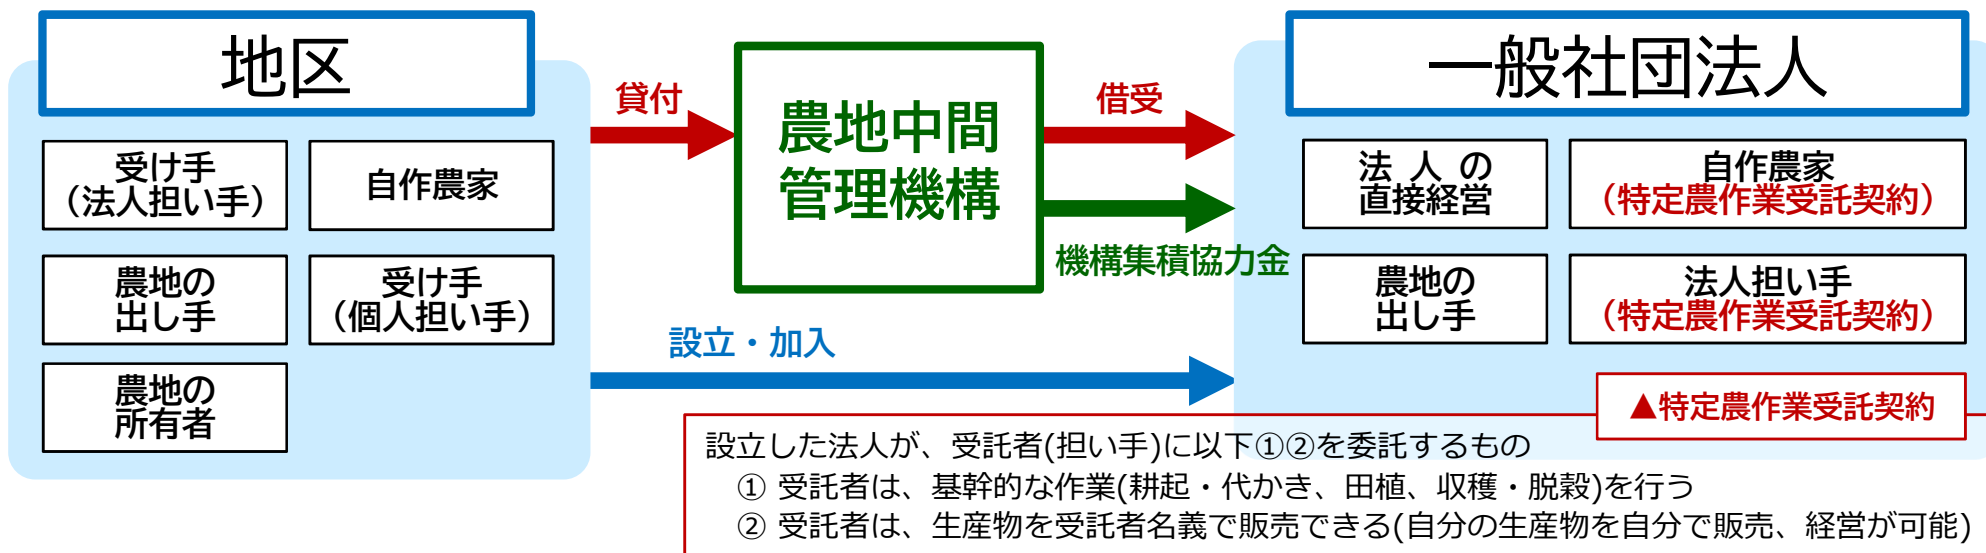 地区
受け手
（法人担い手）
自作農家
農地の
出し手
受け手
（個人担い手）
農地の
所有者
貸付
農地中間
管理機構
借受
機構集積協力金
設立・加入
一般社団法人
法人の
直接経営
自作農家
（特定農作業受託契約）
農地の
出し手
法人担い手
（特定農作業受託契約）
▲特定農作業受託契約
設立した法人が、受託者(担い手)に以下①②を委託するもの
① 受託者は、基幹的な作業(耕起・代かき、田植、収穫・脱穀)を行う
② 受託者は、生産物を受託者名義で販売できる(自分の生産物を自分で販売、経営が可能)